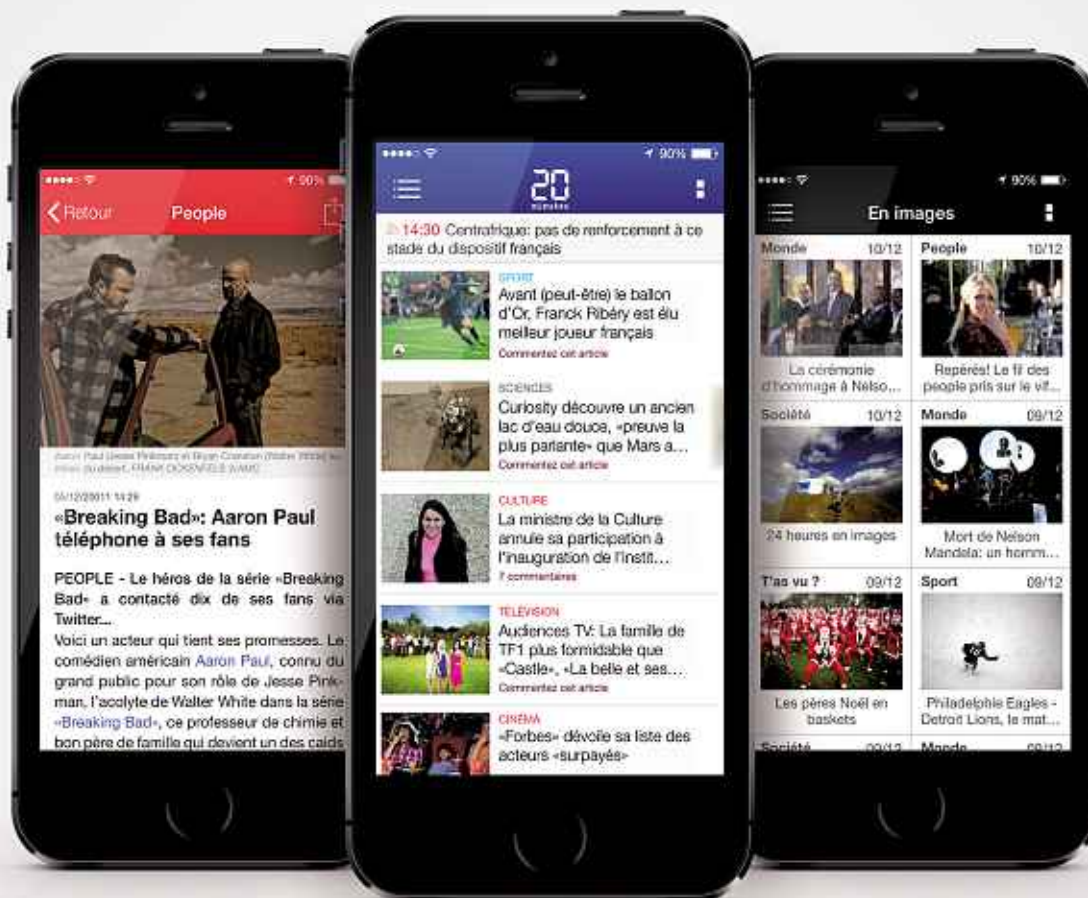 90%
Retour
People
05/12/20011 14:29
«Breaking Bad»: Aaron Paul
téléphone à ses fans
PEOPLE - Le héros de la série «Breaking
Bad» a contacté dix de ses fans via
Twitter...
Voici un acteur qui tient ses promesses. Le
comédien américain Aaron Paul, connu du
grand public pour son rôle de Jesse Pink-
man, l'acolyte de Walter White dans la série
«Breaking Bad», ce professeur de chimie et
bon père de famille qui devient un des caïds
90%
20
minutes
14:30 Centrafrique: pas de renforcement à ce
stade du dispositif français
SPORT
Avant (peut-être) le ballon
d'Or, Franck Ribéry est élu
meilleur joueur français
Commentez cet article
SCIENCES
Curiosity découvre un ancien
lac d'eau douce, «preuve la
plus parlante» que Mars a...
Commentez cet article
CULTURE
La ministre de la Culture
annule sa participation à
l'inauguration de l'Instit...
7 commentaires
TÉLÉVISION
Audiences TV: La famille de
TF1 plus formidable que
«Castle», «La belle et ses...
Commentez cet article
CINÉMA
«Forbes» dévoile sa liste des
acteurs «surpayés»
90%
En images
Monde 10/12
People 10/12
La cérémonie
d'hommage à Nelso...
Repérés! Le fil des
people pris sur le vif...
Société 10/12
Monde 09/12
24 heures en images
Mort de Nelson
Mandela: un homm...
T'as vu ? 09/12
Sport 09/12
Les pères Noël en
baskets
Philadelphie Eagles -
Detroit Lions, le mat...
Société 09/12
Monde 09/12